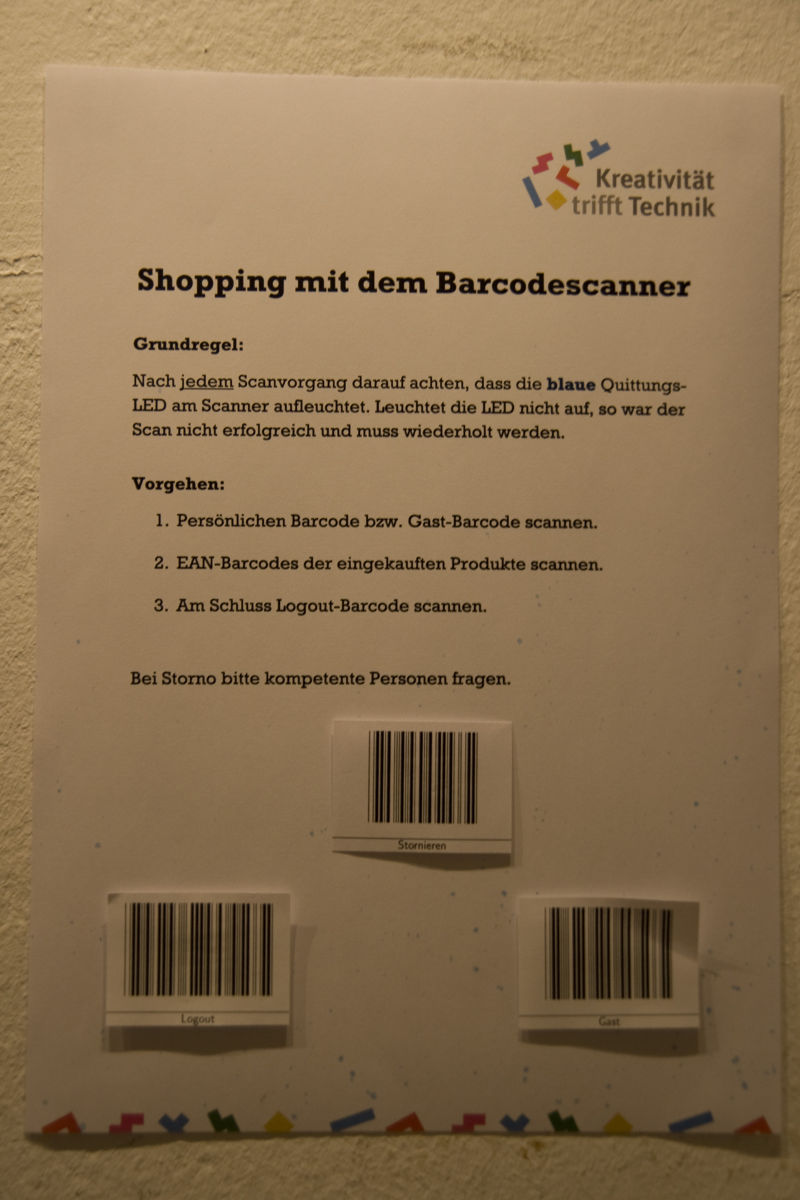 Kreativität
trifft Technik
Shopping mit dem Barcodescanner
Grundregel:
Nach jedem Scanvorgang darauf achten, dass die blaue Quittungs-
LED am Scanner aufleuchtet. Leuchtet die LED nicht auf, so war der
Scan nicht erfolgreich und muss wiederholt werden.
Vorgehen:
1. Persönlichen Barcode bzw. Gast-Barcode scannen.
2. EAN-Barcodes der eingekauften Produkte scannen.
3. Am Schluss Logout-Barcode scannen.
Bei Storno bitte kompetente Personen fragen.
Stornieren
Logout
Gast